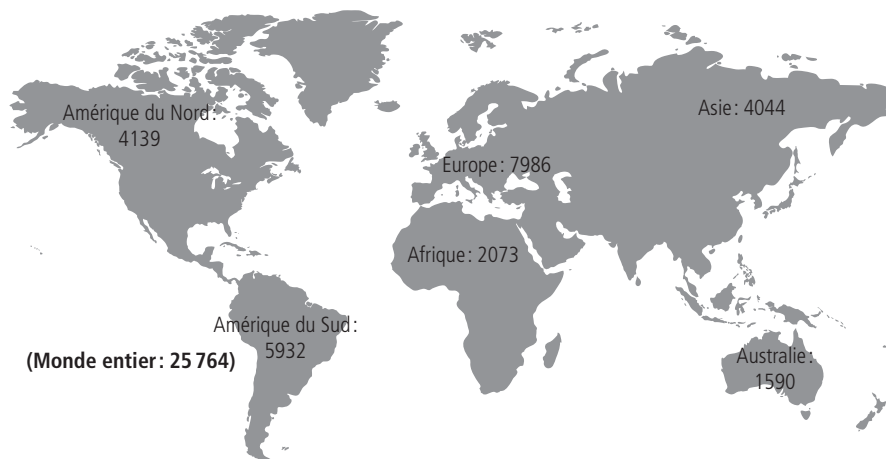 Amérique du Nord:
4139
Asie: 4044
Europe: 7986
Afrique: 2073
Amérique du Sud:
5932
(Monde entier: 25 764)
Australie:
1590